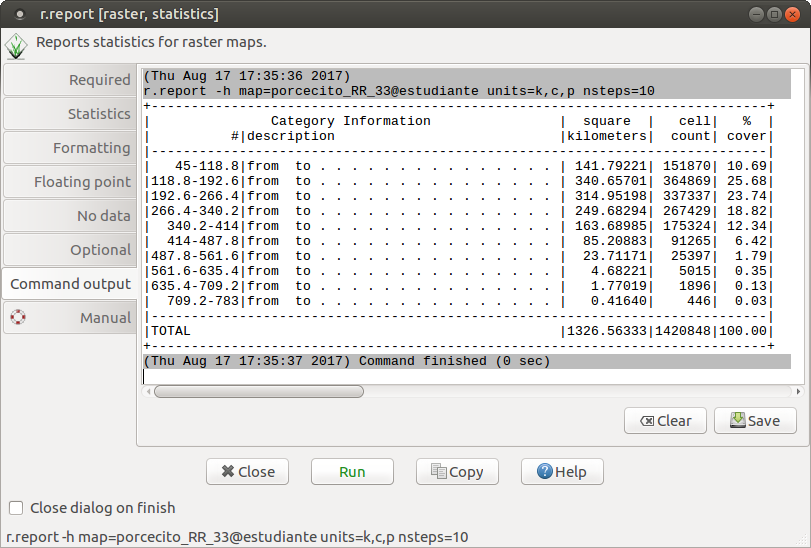 r.report [raster, statistics]
Reports statistics for raster maps.
Required
Statistics
Formatting
Floating point
No data
Optional
Command output
Manual
(Thu Aug 17 17:35:36 2017)
r.report -h map=porcecito_RR_33@estudiante units=k,c,p nsteps=10
+-----------------------------------------------------------------------------+
|               Category Information                | square   |   cell|   %  |
|          #|description                            |kilometers|  count| cover|
|-----------------------------------------------------------------------------|
|   45-118.8|from  to . . . . . . . . . . . . . . . | 141.79221| 151870| 10.69|
|118.8-192.6|from  to . . . . . . . . . . . . . . . | 340.65701| 364869| 25.68|
|192.6-266.4|from  to . . . . . . . . . . . . . . . | 314.95198| 337337| 23.74|
|266.4-340.2|from  to . . . . . . . . . . . . . . . | 249.68294| 267429| 18.82|
|  340.2-414|from  to . . . . . . . . . . . . . . . | 163.68985| 175324| 12.34|
|  414-487.8|from  to . . . . . . . . . . . . . . . |  85.20883|  91265|  6.42|
|487.8-561.6|from  to . . . . . . . . . . . . . . . |  23.71171|  25397|  1.79|
|561.6-635.4|from  to . . . . . . . . . . . . . . . |   4.68221|   5015|  0.35|
|635.4-709.2|from  to . . . . . . . . . . . . . . . |   1.77019|   1896|  0.13|
|  709.2-783|from  to . . . . . . . . . . . . . . . |   0.41640|    446|  0.03|
|-----------------------------------------------------------------------------|
|TOTAL                                              |1326.56333|1420848|100.00|
+-----------------------------------------------------------------------------+
(Thu Aug 17 17:35:37 2017) Command finished (0 sec)
Clear
Save
Close
Run
Copy
Help
Close dialog on finish
r.report -h map=porcecito_RR_33@estudiante units=k,c,p nsteps=10